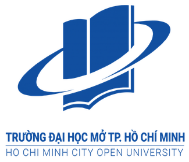 TRƯỜNG ĐẠI HỌC MỞ TP. HỒ CHÍ MINH
HO CHI MINH CITY OPEN UNIVERSITY